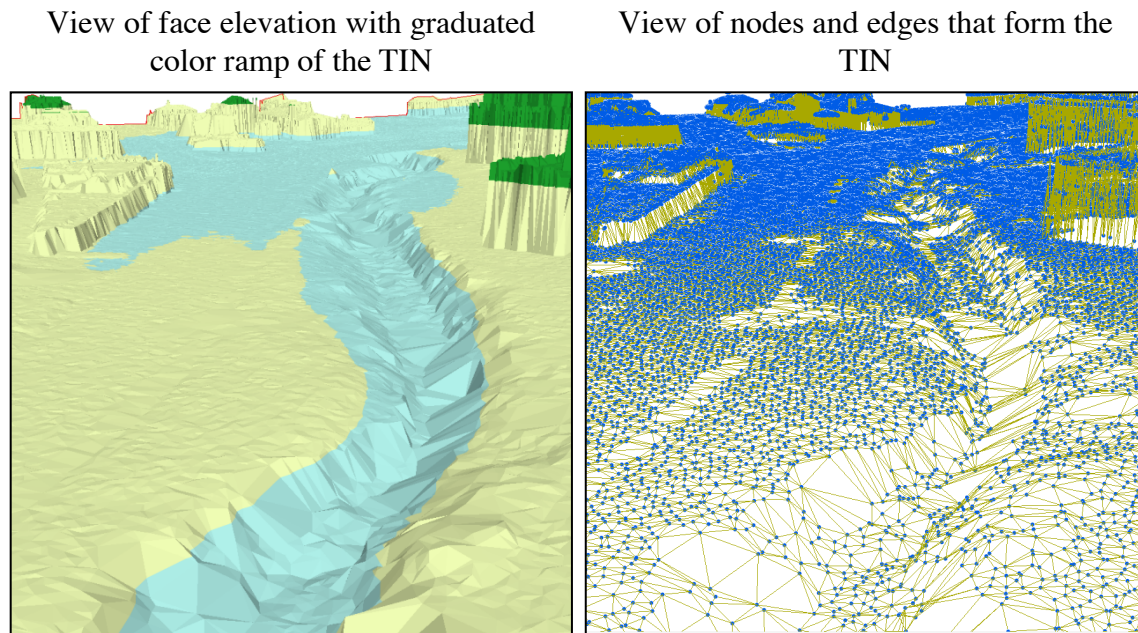 View of face elevation with graduated
color ramp of the TIN
View of nodes and edges that form the
TIN